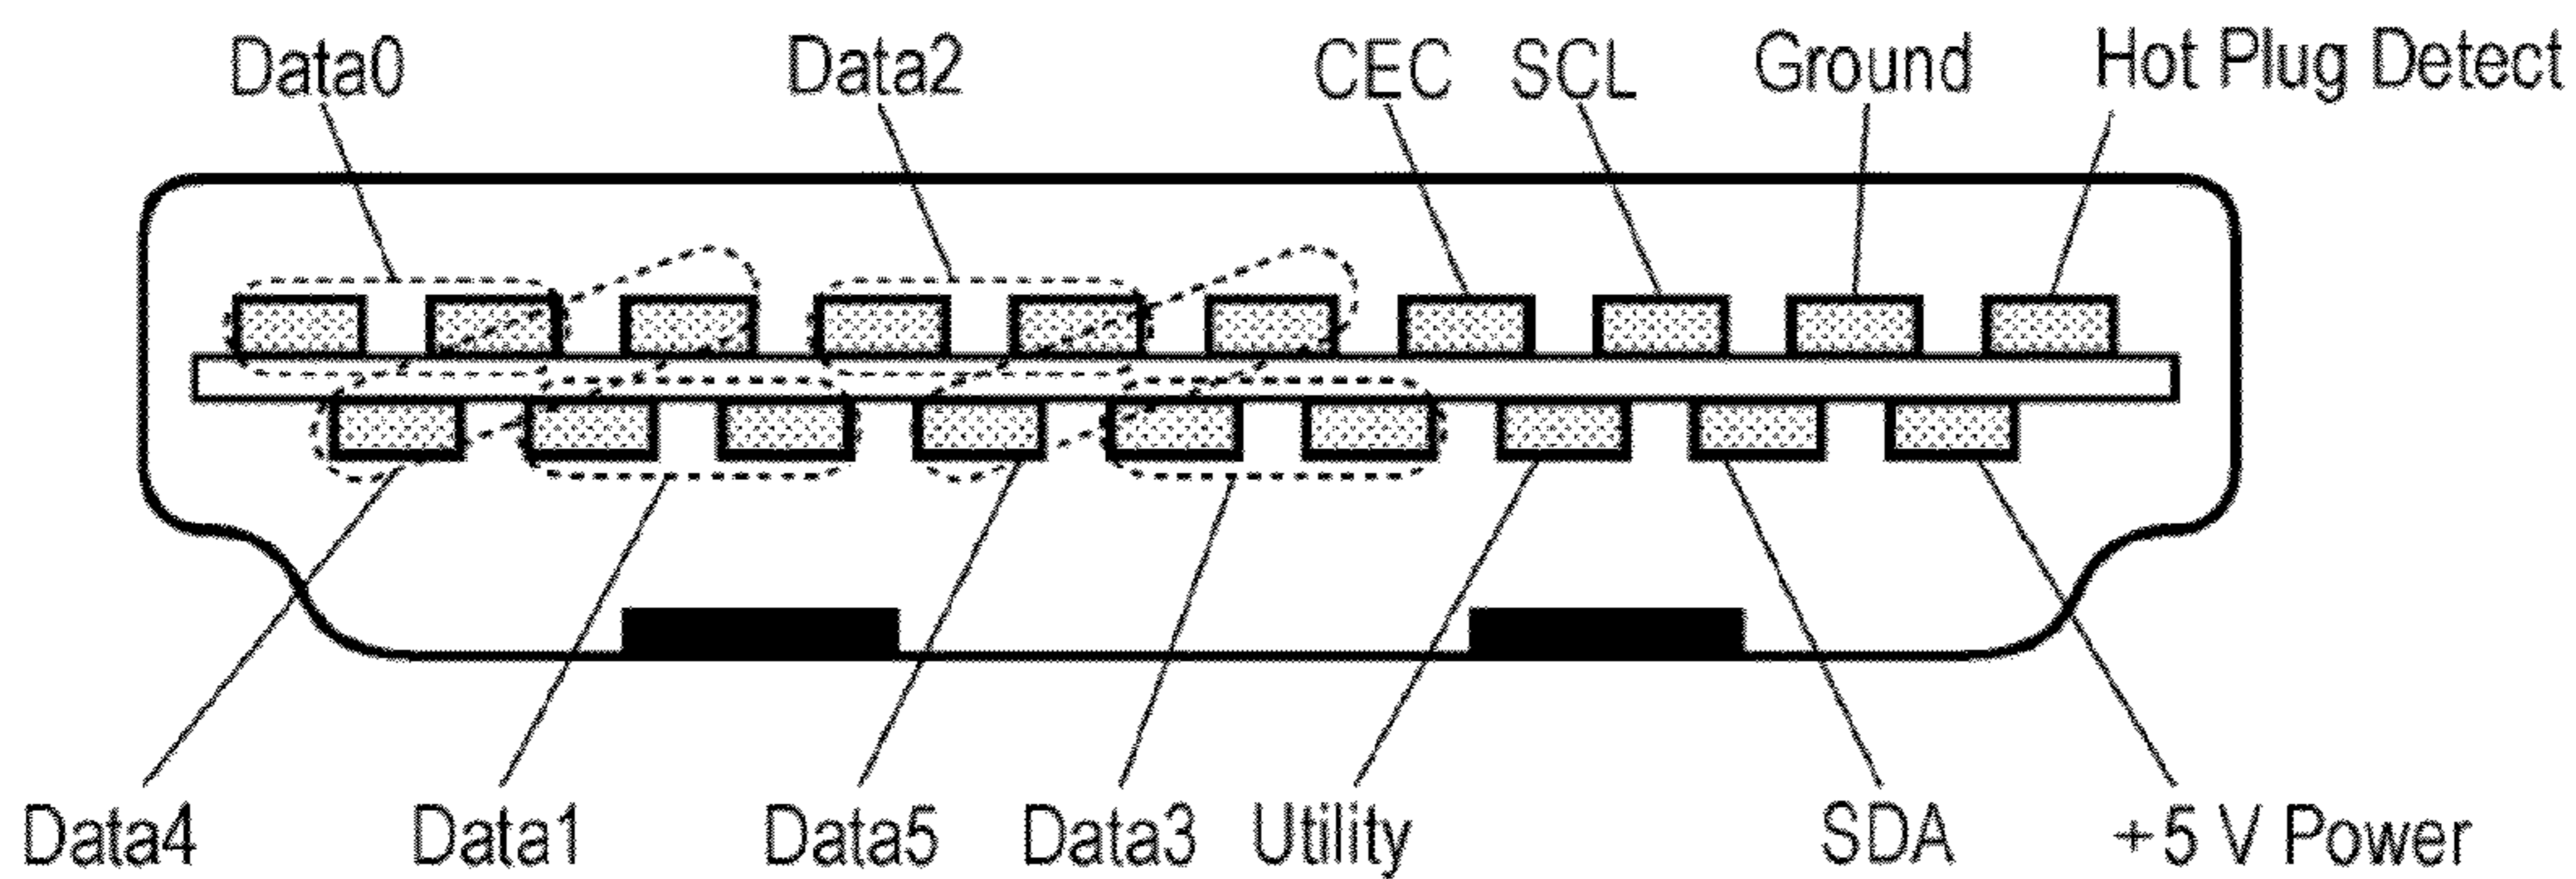 Data0 Data2 CEC SCL Ground Hot Plug Detect
Data4 Data1 Data5 Data3 Utility SDA +5 V Power